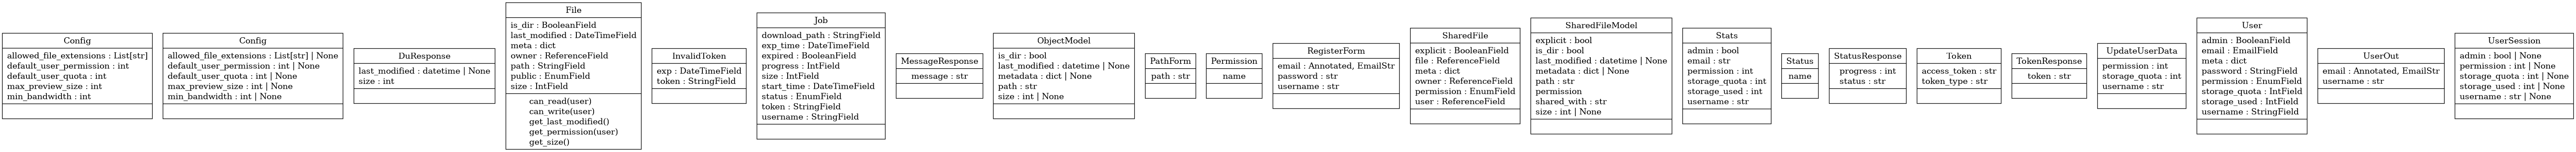 Config
allowed_file_extensions : List[str]
default_user_permission : int
default_user_quota : int
max_preview_size : int
min_bandwidth : int
Config
allowed_file_extensions : List[str] | None
default_user_permission : int | None
default_user_quota : int | None
max_preview_size : int | None
min_bandwidth : int | None
DuResponse
last_modified : datetime | None
size : int
File
is_dir : BooleanField
last_modified : DateTimeField
meta : dict
owner : ReferenceField
path : StringField
public : EnumField
size : IntField
can_read(user)
can_write(user)
get_last_modified()
get_permission(user)
get_size()
InvalidToken
exp : DateTimeField
token : StringField
Job
download_path : StringField
exp_time : DateTimeField
expired : BooleanField
progress : IntField
size : IntField
start_time : DateTimeField
status : EnumField
token : StringField
username : StringField
MessageResponse
message : str
ObjectModel
is_dir : bool
last_modified : datetime | None
metadata : dict | None
path : str
size : int | None
PathForm
path : str
Permission
name
RegisterForm
email : Annotated, EmailStr
password : str
username : str
SharedFile
explicit : BooleanField
file : ReferenceField
meta : dict
owner : ReferenceField
permission : EnumField
user : ReferenceField
SharedFileModel
explicit : bool
is_dir : bool
last_modified : datetime | None
metadata : dict | None
path : str
permission
shared_with : str
size : int | None
Stats
admin : bool
email : str
permission : int
storage_quota : int
storage_used : int
username : str
Status
name
StatusResponse
progress : int
status : str
Token
access_token : str
token_type : str
TokenResponse
token : str
UpdateUserData
permission : int
storage_quota : int
username : str
User
admin : BooleanField
email : EmailField
meta : dict
password : StringField
permission : EnumField
storage_quota : IntField
storage_used : IntField
username : StringField
UserOut
email : Annotated, EmailStr
username : str
UserSession
admin : bool | None
permission : int | None
storage_quota : int | None
storage_used : int | None
username : str | None